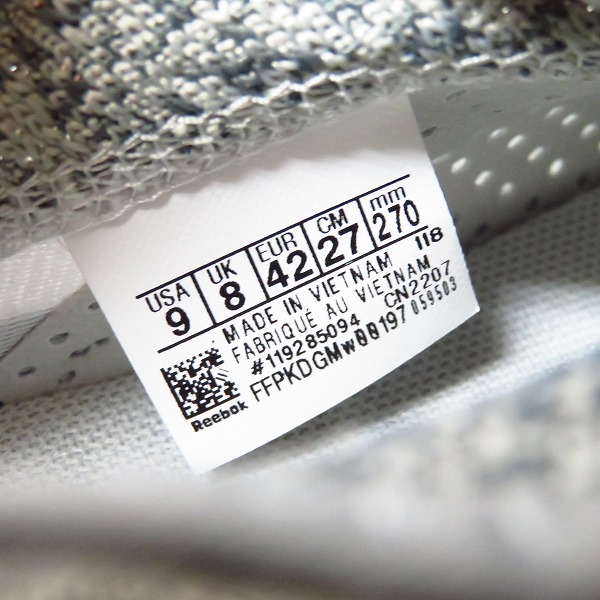 USA UK EUR CM mm
9 8 42 27 270
MADE IN VIETNAM 118
FABRIQUE AU VIETNAM
#119285094 CN2207
FFPKDGMW00197 059503
Reebok